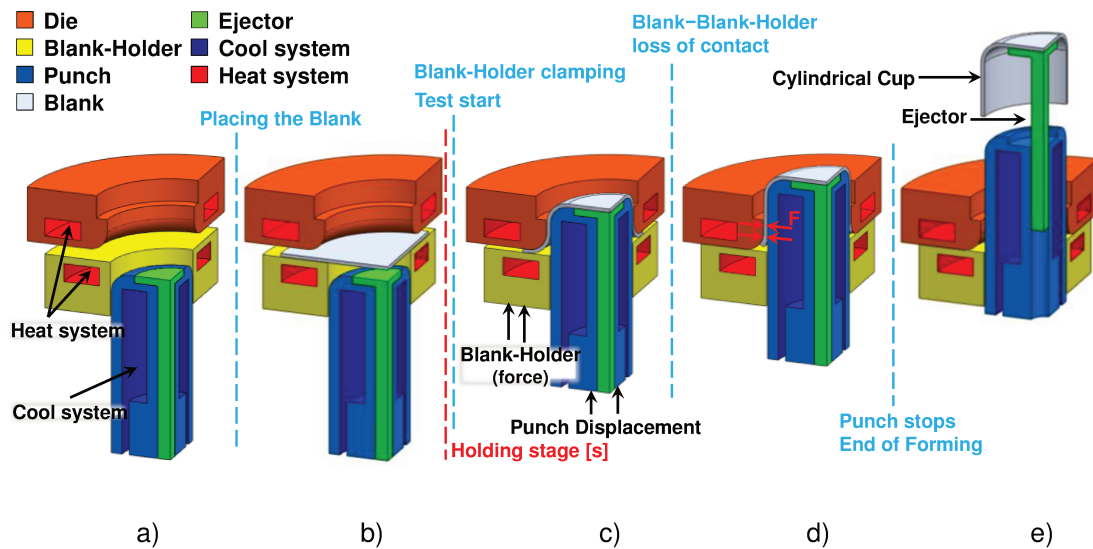 Die
Blank-Holder
Punch
Blank
Ejector
Cool system
Heat system
Placing the Blank
Blank-Holder clamping
Test start
Blank−Blank-Holder
loss of contact
Cylindrical Cup
Ejector
F
Heat system
Cool system
Blank-Holder
(force)
Punch Displacement
Holding stage [s]
Punch stops
End of Forming
a)
b)
c)
d)
e)